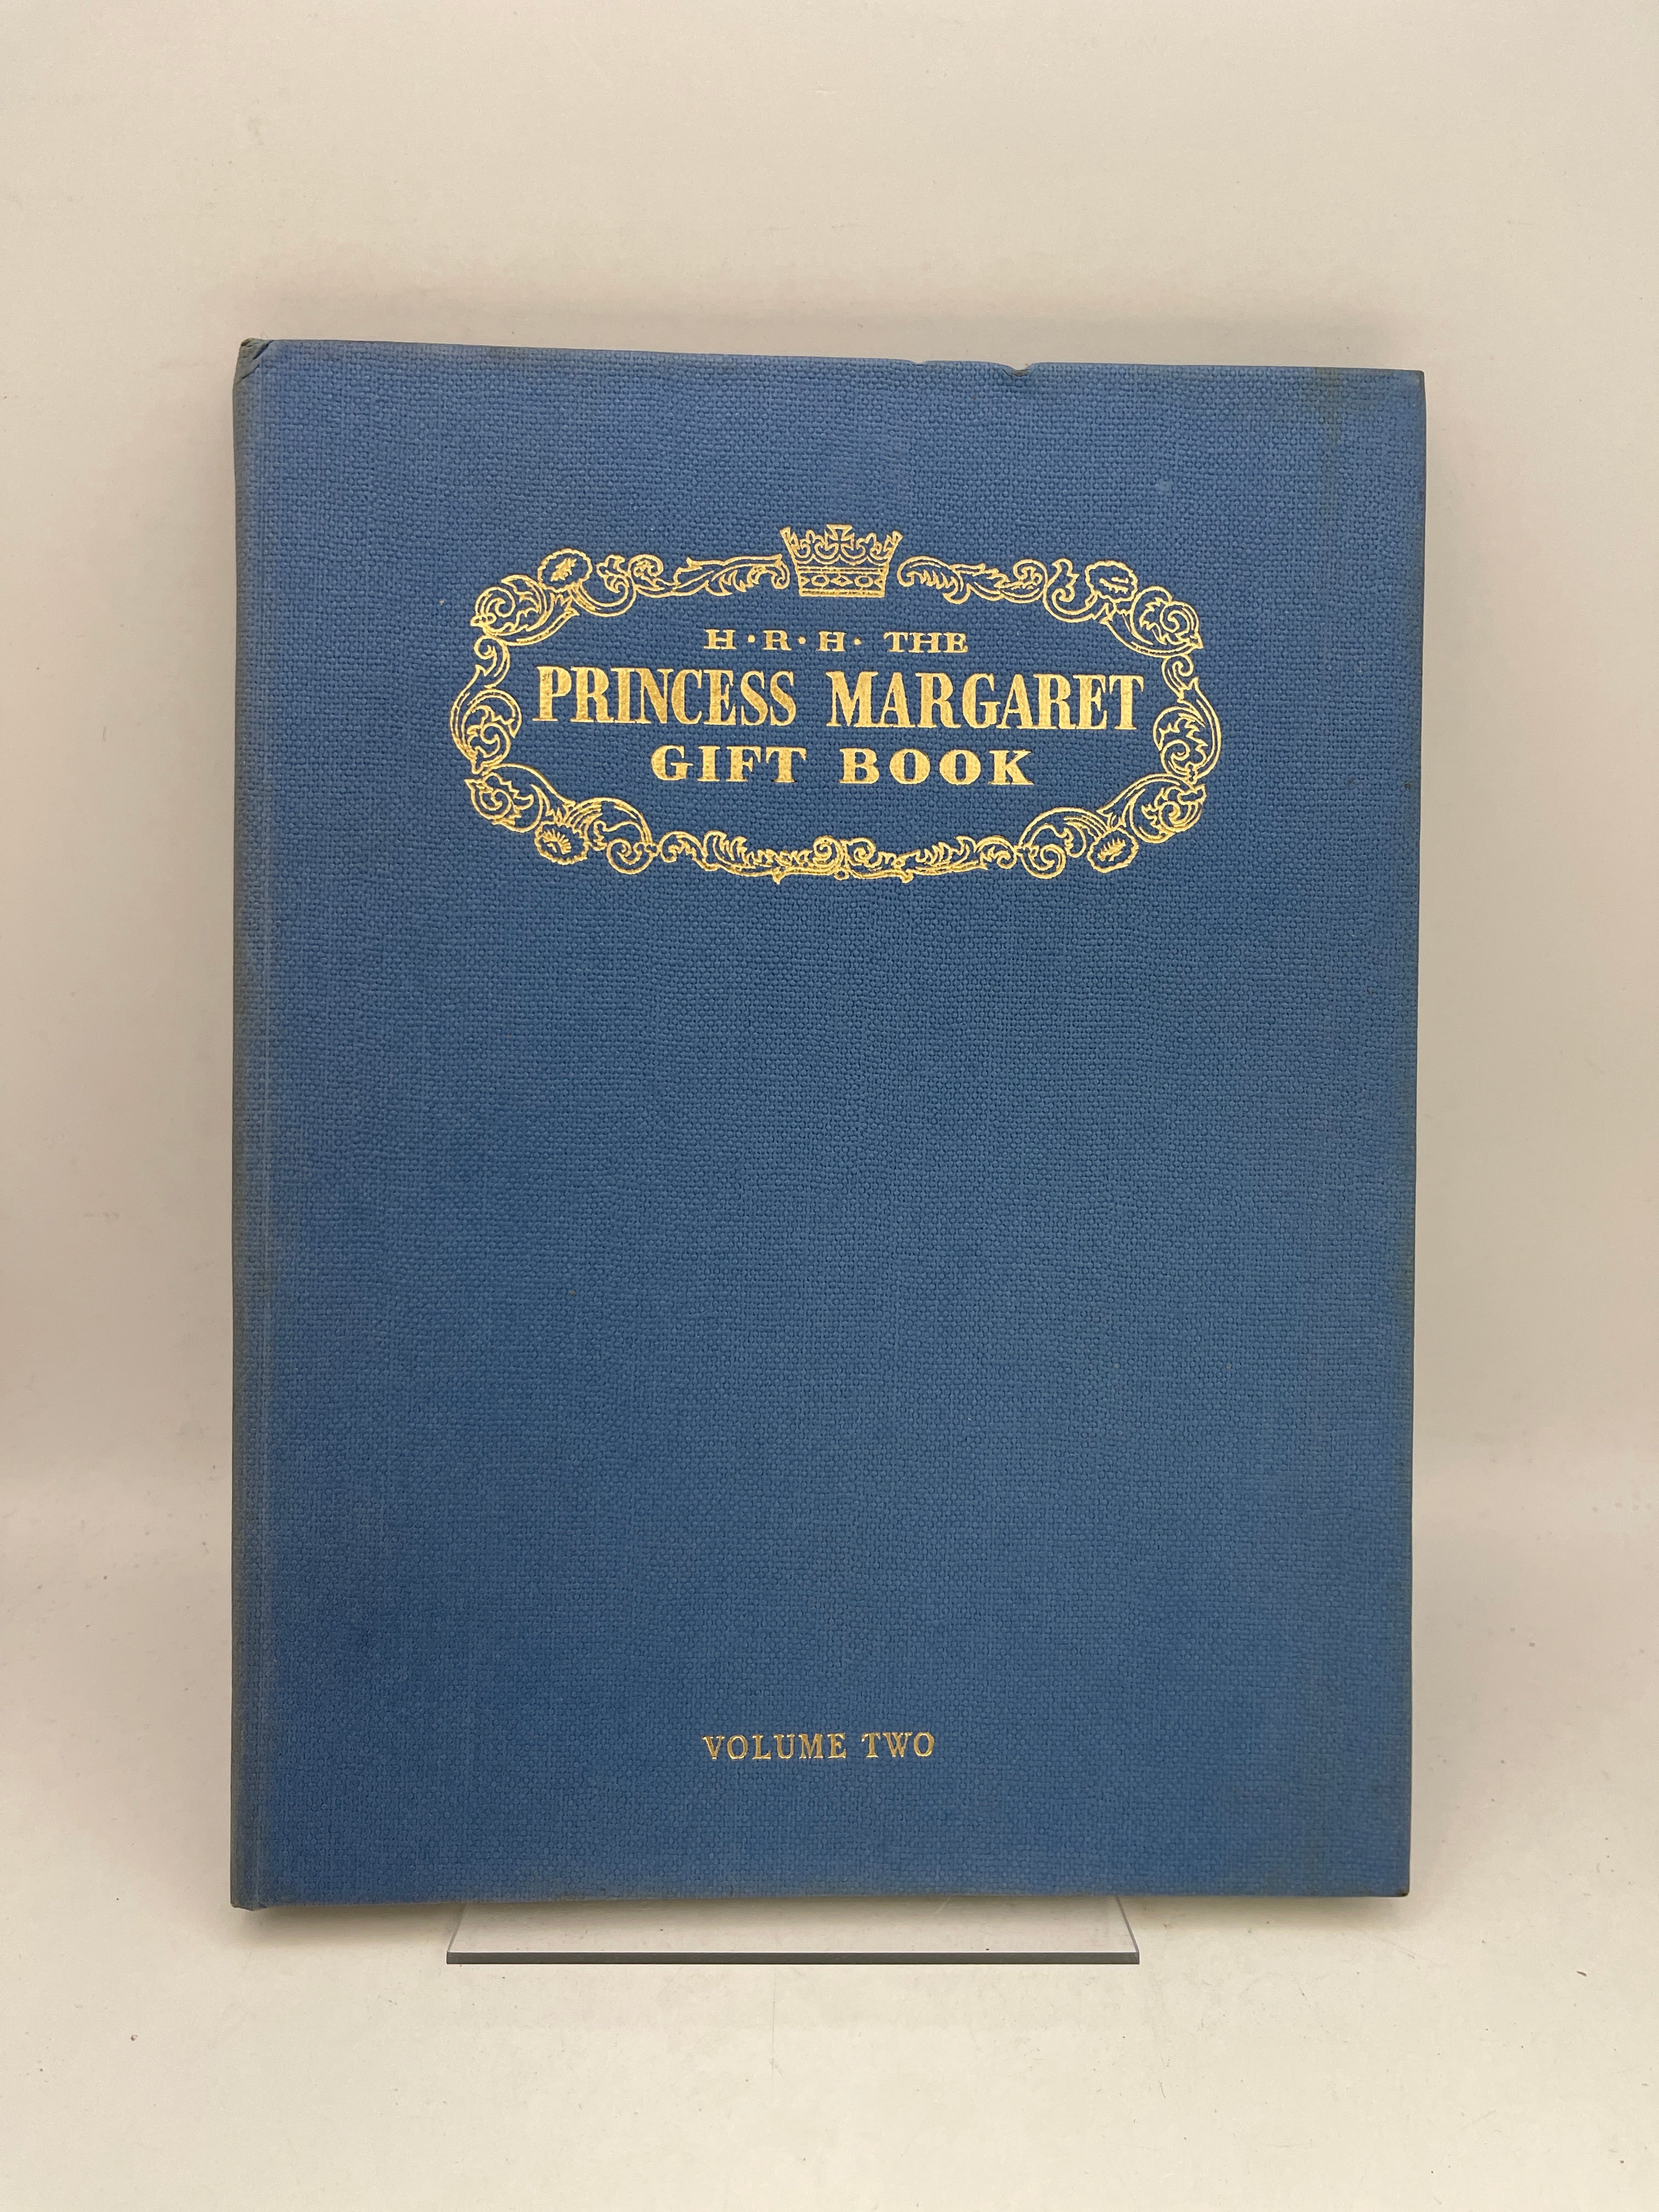 H·R·H· THE
PRINCESS MARGARET
GIFT BOOK
VOLUME TWO